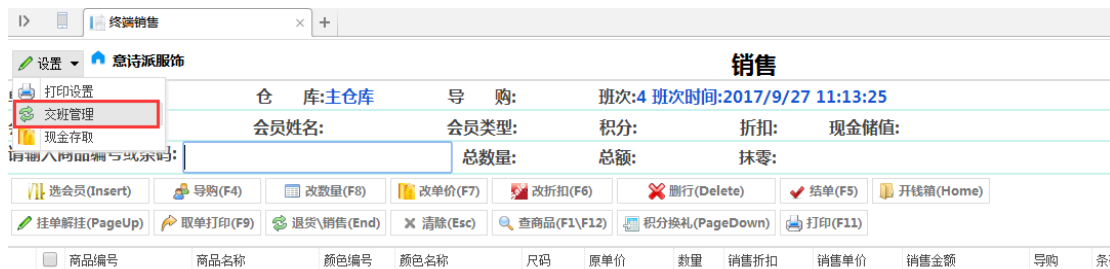 终端销售
设置 意诗派服饰 销售
打印设置
仓 库:主仓库 导 购: 班次:4 班次时间:2017/9/27 11:13:25
交班管理
会员姓名: 会员类型: 积分: 折扣: 现金储值:
现金存取
请输入商品编号或条码: 总数量: 总额: 抹零:
选会员(Insert) 导购(F4) 改数量(F8) 改单价(F7) 改折扣(F6) 删行(Delete) 结单(F5) 开钱箱(Home)
挂单解挂(PageUp) 取单打印(F9) 退货\销售(End) 清除(Esc) 查商品(F1\F12) 积分换礼(PageDown) 打印(F11)
商品编号 商品名称 颜色编号 颜色名称 尺码 原单价 数量 销售折扣 销售单价 销售金额 导购 条